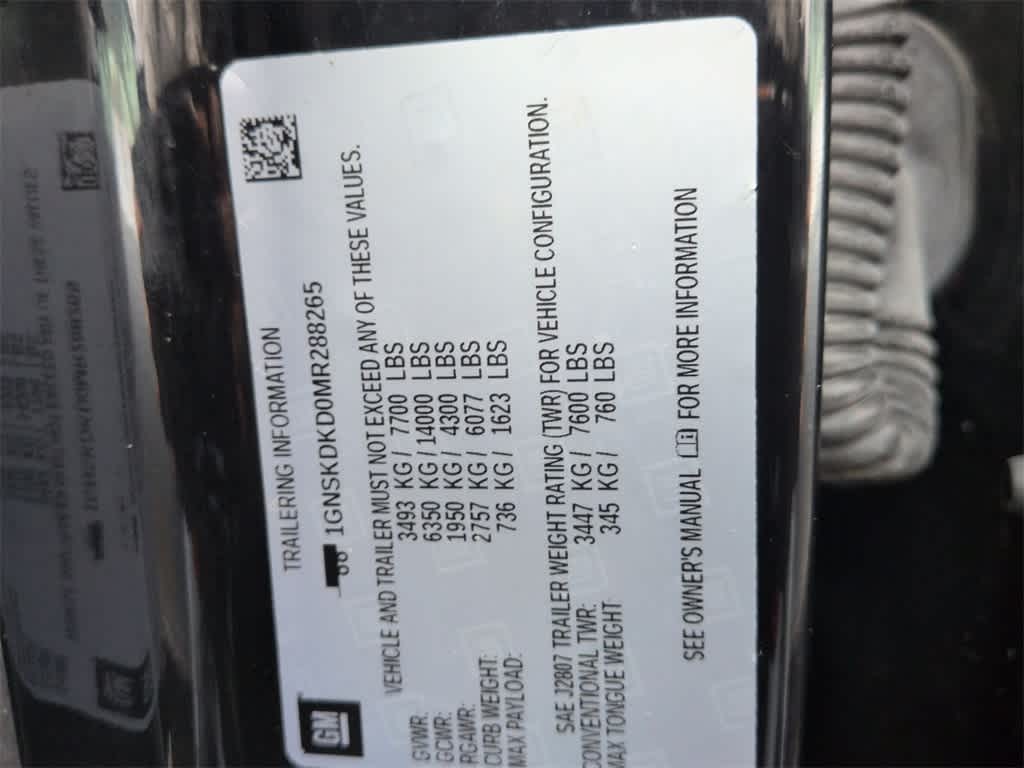 TRAILERING INFORMATION
GM
1GNSKDKD0MR288265
VEHICLE AND TRAILER MUST NOT EXCEED ANY OF THESE VALUES.
GVWR: 3493 KG / 7700 LBS
GCWR: 6350 KG / 14000 LBS
RGAWR: 1950 KG / 4300 LBS
CURB WEIGHT: 2757 KG / 6077 LBS
MAX PAYLOAD: 736 KG / 1623 LBS
SAE J2807 TRAILER WEIGHT RATING (TWR) FOR VEHICLE CONFIGURATION.
CONVENTIONAL TWR: 3447 KG / 7600 LBS
MAX TONGUE WEIGHT: 345 KG / 760 LBS
SEE OWNER'S MANUAL FOR MORE INFORMATION